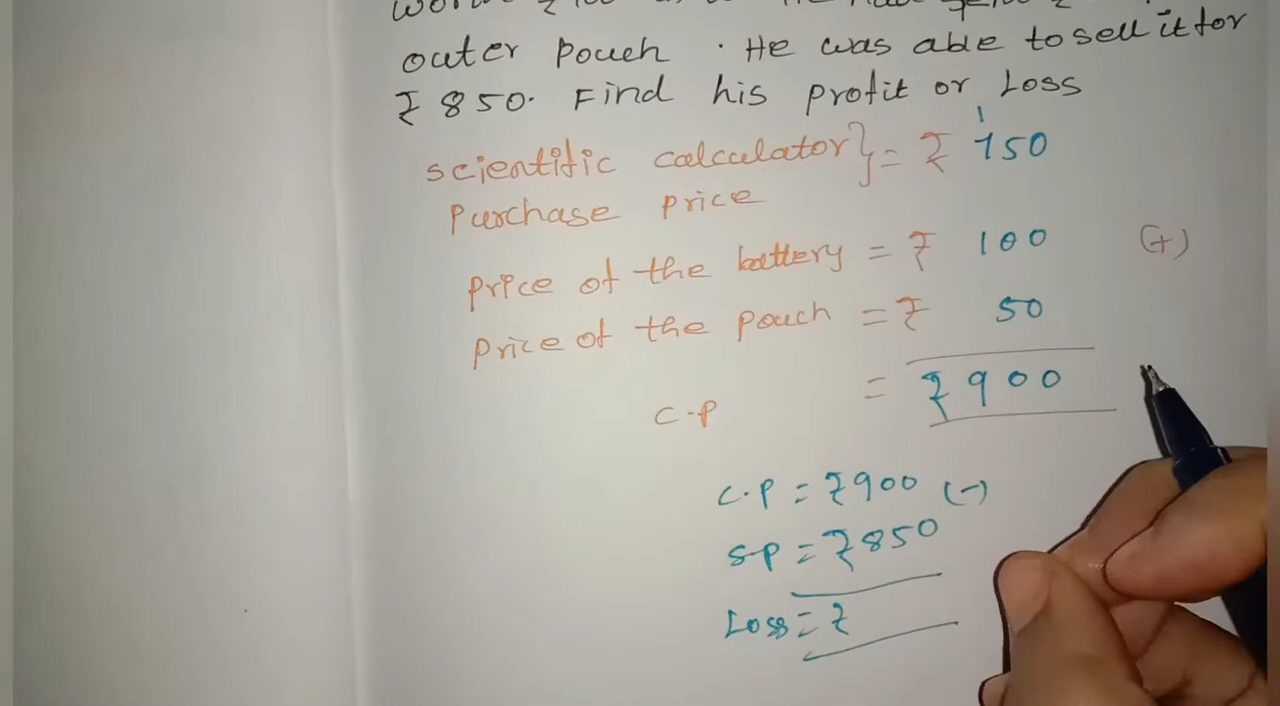 outer pouch . He was able to sell it for
₹ 850. Find his profit or Loss
scientific calculator } = ₹ 750
purchase price
1
price of the battery = ₹ 100 (+)
price of the pouch = ₹ 50
C.P = ₹ 900
C.P = ₹900 (-)
S.P = ₹850
Loss = ₹